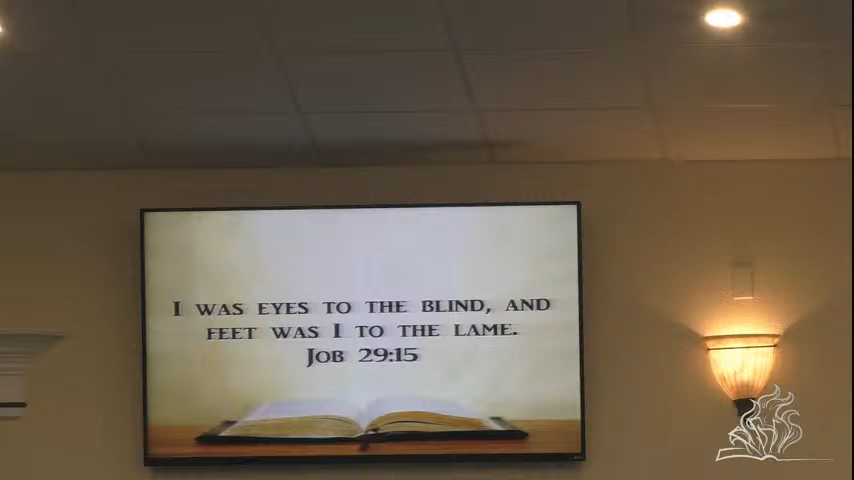 I WAS EYES TO THE BLIND, AND
FEET WAS I TO THE LAME.
JOB 29:15